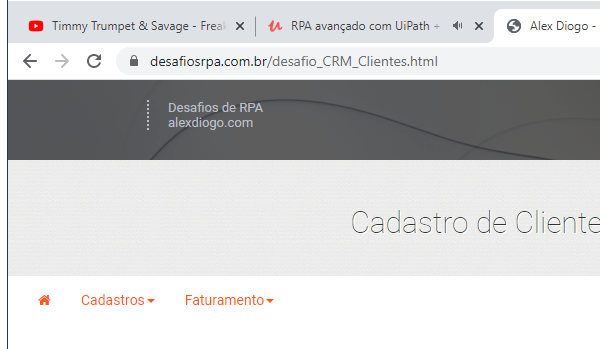 Timmy Trumpet & Savage - Freak
RPA avançado com UiPath +
Alex Diogo -
desafiosrpa.com.br/desafio_CRM_Clientes.html
Desafios de RPA
alexdiogo.com
Cadastro de Cliente
Cadastros
Faturamento